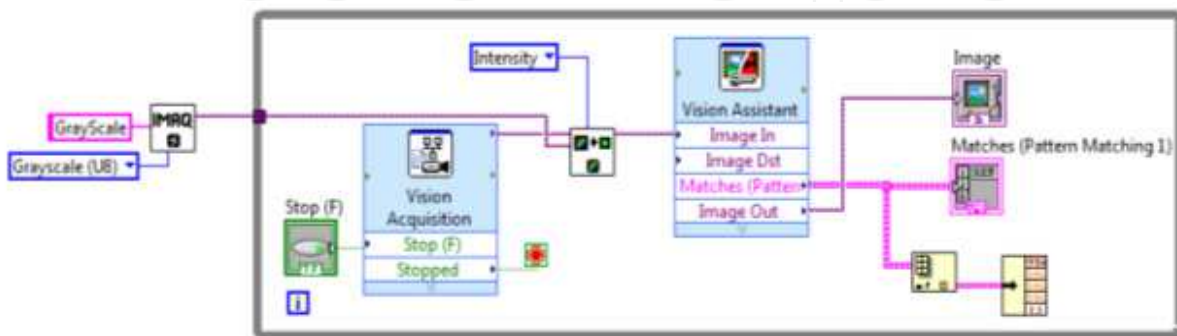 Intensity
Image
Vision Assistant
IMAQ
GrayScale
Image In
Grayscale (U8)
Image Dst
Matches (Pattern Matching 1)
Matches (Pattern
Vision
Acquisition
Stop (F)
Image Out
Stop (F)
Stopped
i